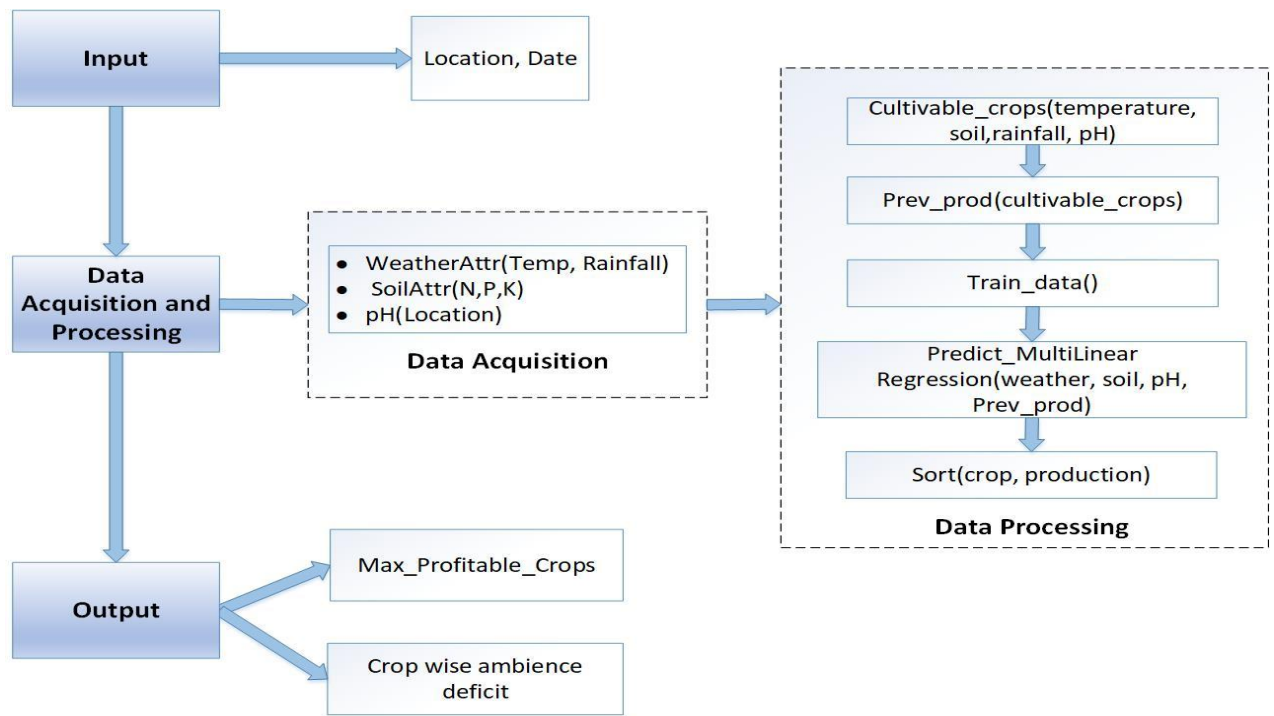 Input
Location, Date
Data
Acquisition and
Processing
● WeatherAttr(Temp, Rainfall)
● SoilAttr(N,P,K)
● pH(Location)
Data Acquisition
Cultivable_crops(temperature,
soil,rainfall, pH)
Prev_prod(cultivable_crops)
Train_data()
Predict_MultiLinear
Regression(weather, soil, pH,
Prev_prod)
Sort(crop, production)
Data Processing
Output
Max_Profitable_Crops
Crop wise ambience
deficit